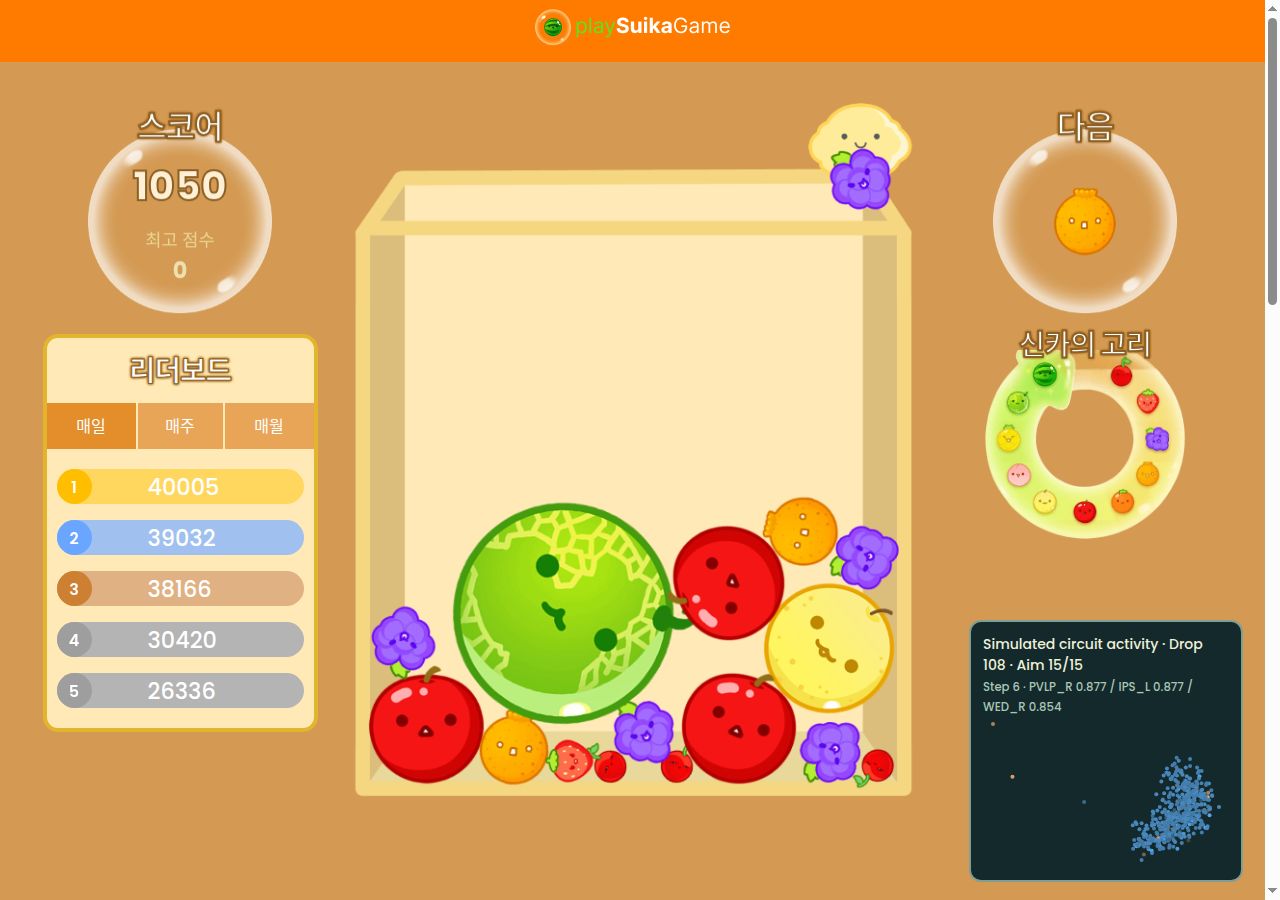 playSuikaGame
스코어
1050
최고 점수
0
다음
리더보드
매일
매주
매월
1 40005
2 39032
3 38166
4 30420
5 26336
신카의 고리
Simulated circuit activity · Drop
108 · Aim 15/15
Step 6 · PVLP_R 0.877 / IPS_L 0.877 /
WED_R 0.854